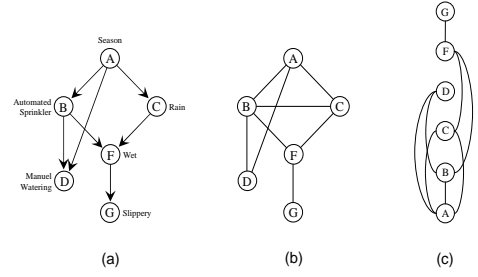 Season
A
Automated
Sprinkler
B
C
Rain
F
Wet
Manuel
Watering
D
G
Slippery
(a)
A
B
C
F
D
G
(b)
G
F
D
C
B
A
(c)